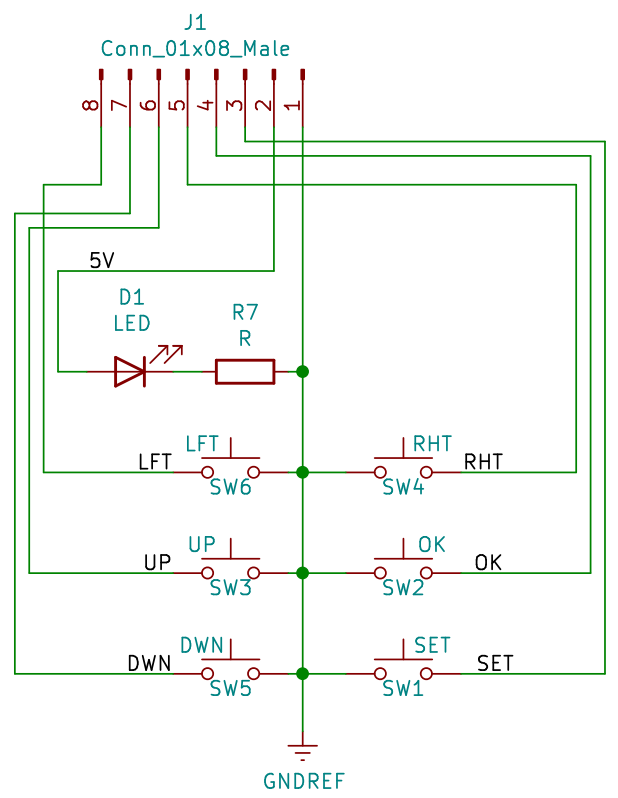 J1
Conn_01x08_Male
8 7 6 5 4 3 2 1
5V
D1
LED
R7
R
LFT LFT RHT RHT
SW6 SW4
UP UP OK OK
SW3 SW2
DWN DWN SET SET
SW5 SW1
GNDREF